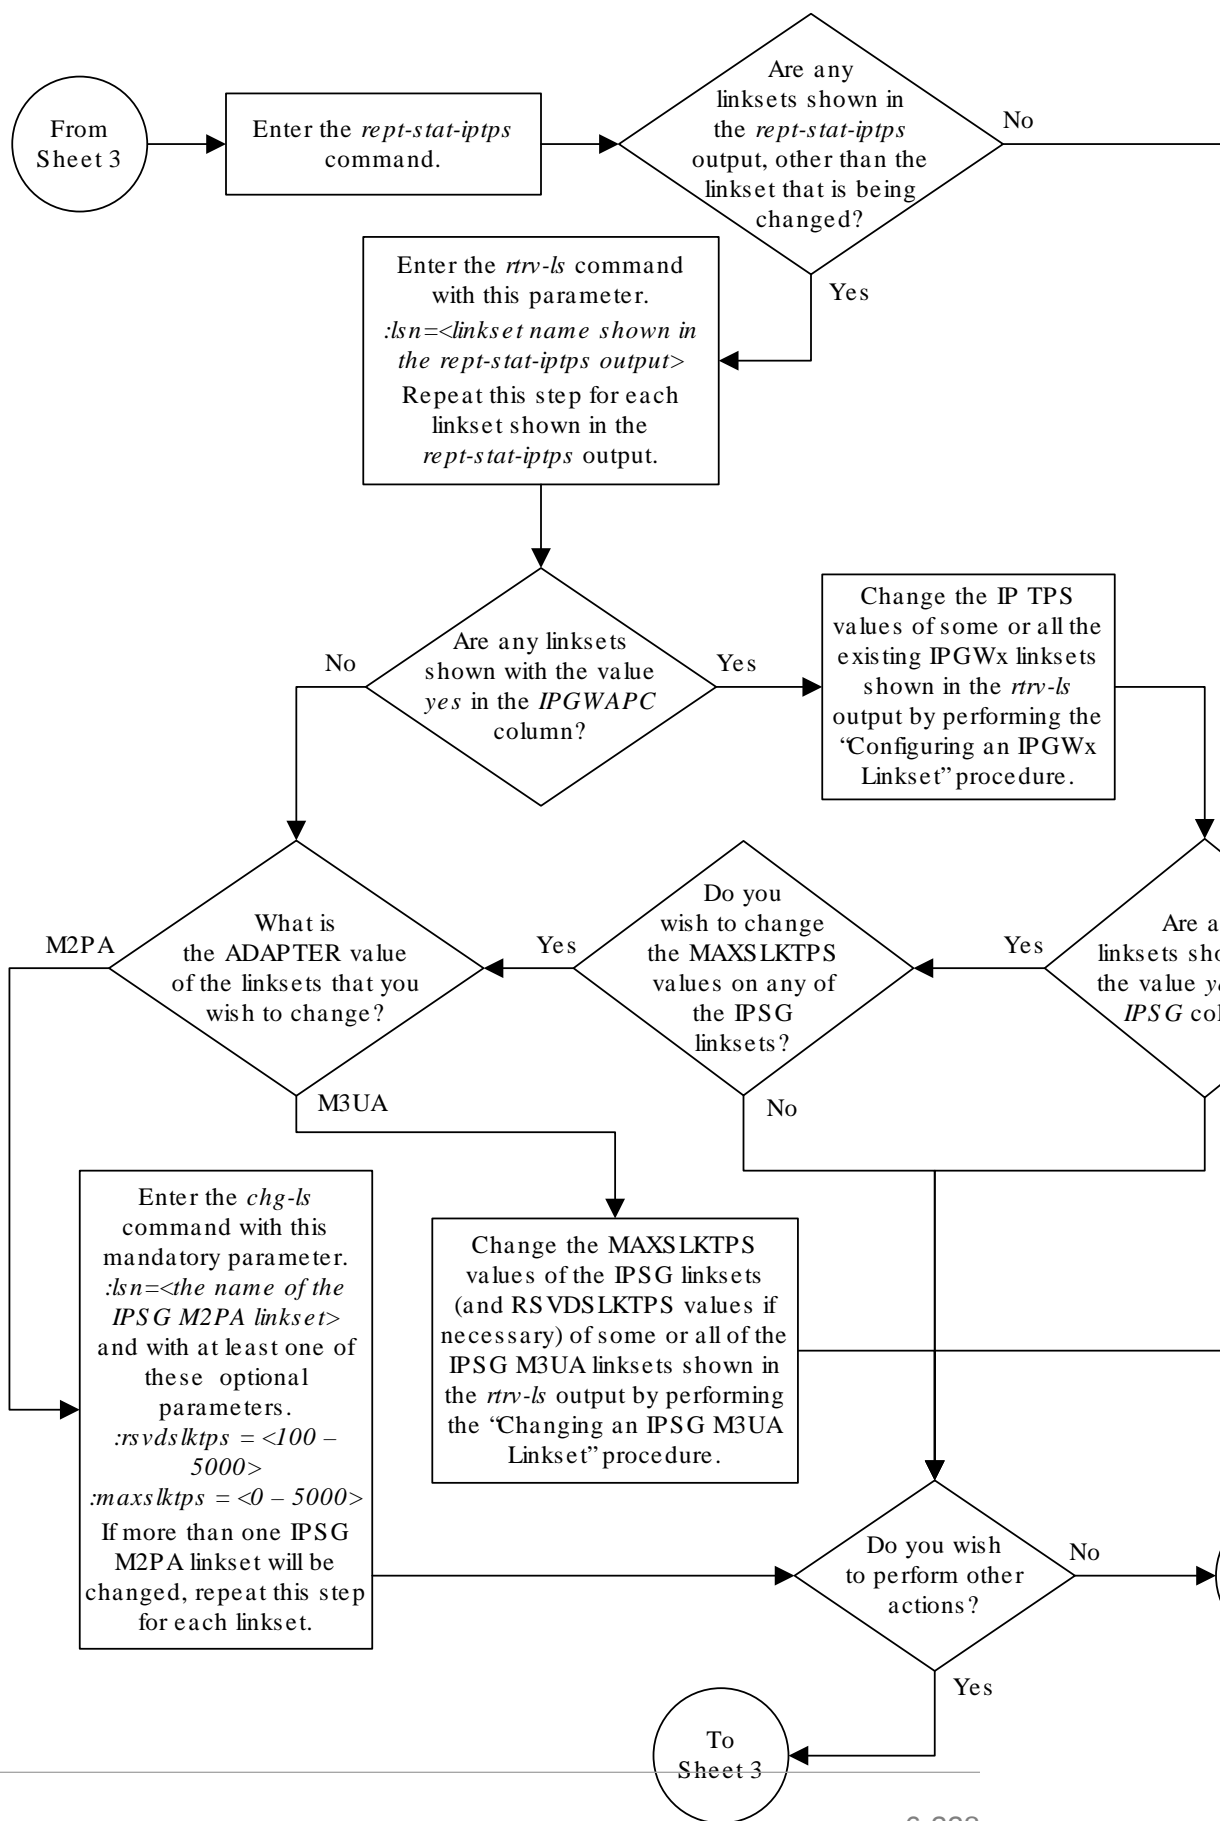 From
Sheet 3
Enter the rept-stat-iptps
command.
Are any
linksets shown in
the rept-stat-iptps
output, other than the
linkset that is being
changed?
No
Yes
Enter the rtrv-ls command
with this parameter.
:lsn=<linkset name shown in
the rept-stat-iptps output>
Repeat this step for each
linkset shown in the
rept-stat-iptps output.
Are any linksets
shown with the value
yes in the IPGWAPC
column?
No
Yes
Change the IP TPS
values of some or all the
existing IPGWx linksets
shown in the rtrv-ls
output by performing the
“Configuring an IPGWx
Linkset” procedure.
What is
the ADAPTER value
of the linksets that you
wish to change?
M2PA
M3UA
Do you
wish to change
the MAXSLKTPS
values on any of
the IPSG
linksets?
Yes
No
Are a
linksets sho
the value y
IPSG col
Yes
Enter the chg-ls
command with this
mandatory parameter.
:lsn=<the name of the
IPSG M2PA linkset>
and with at least one of
these optional
parameters.
:rsvdslktps = <100 –
5000>
:maxslktps = <0 – 5000>
If more than one IPSG
M2PA linkset will be
changed, repeat this step
for each linkset.
Change the MAXSLKTPS
values of the IPSG linksets
(and RSVDSLKTPS values if
necessary) of some or all of the
IPSG M3UA linksets shown in
the rtrv-ls output by performing
the “Changing an IPSG M3UA
Linkset” procedure.
Do you wish
to perform other
actions?
No
Yes
To
Sheet 3